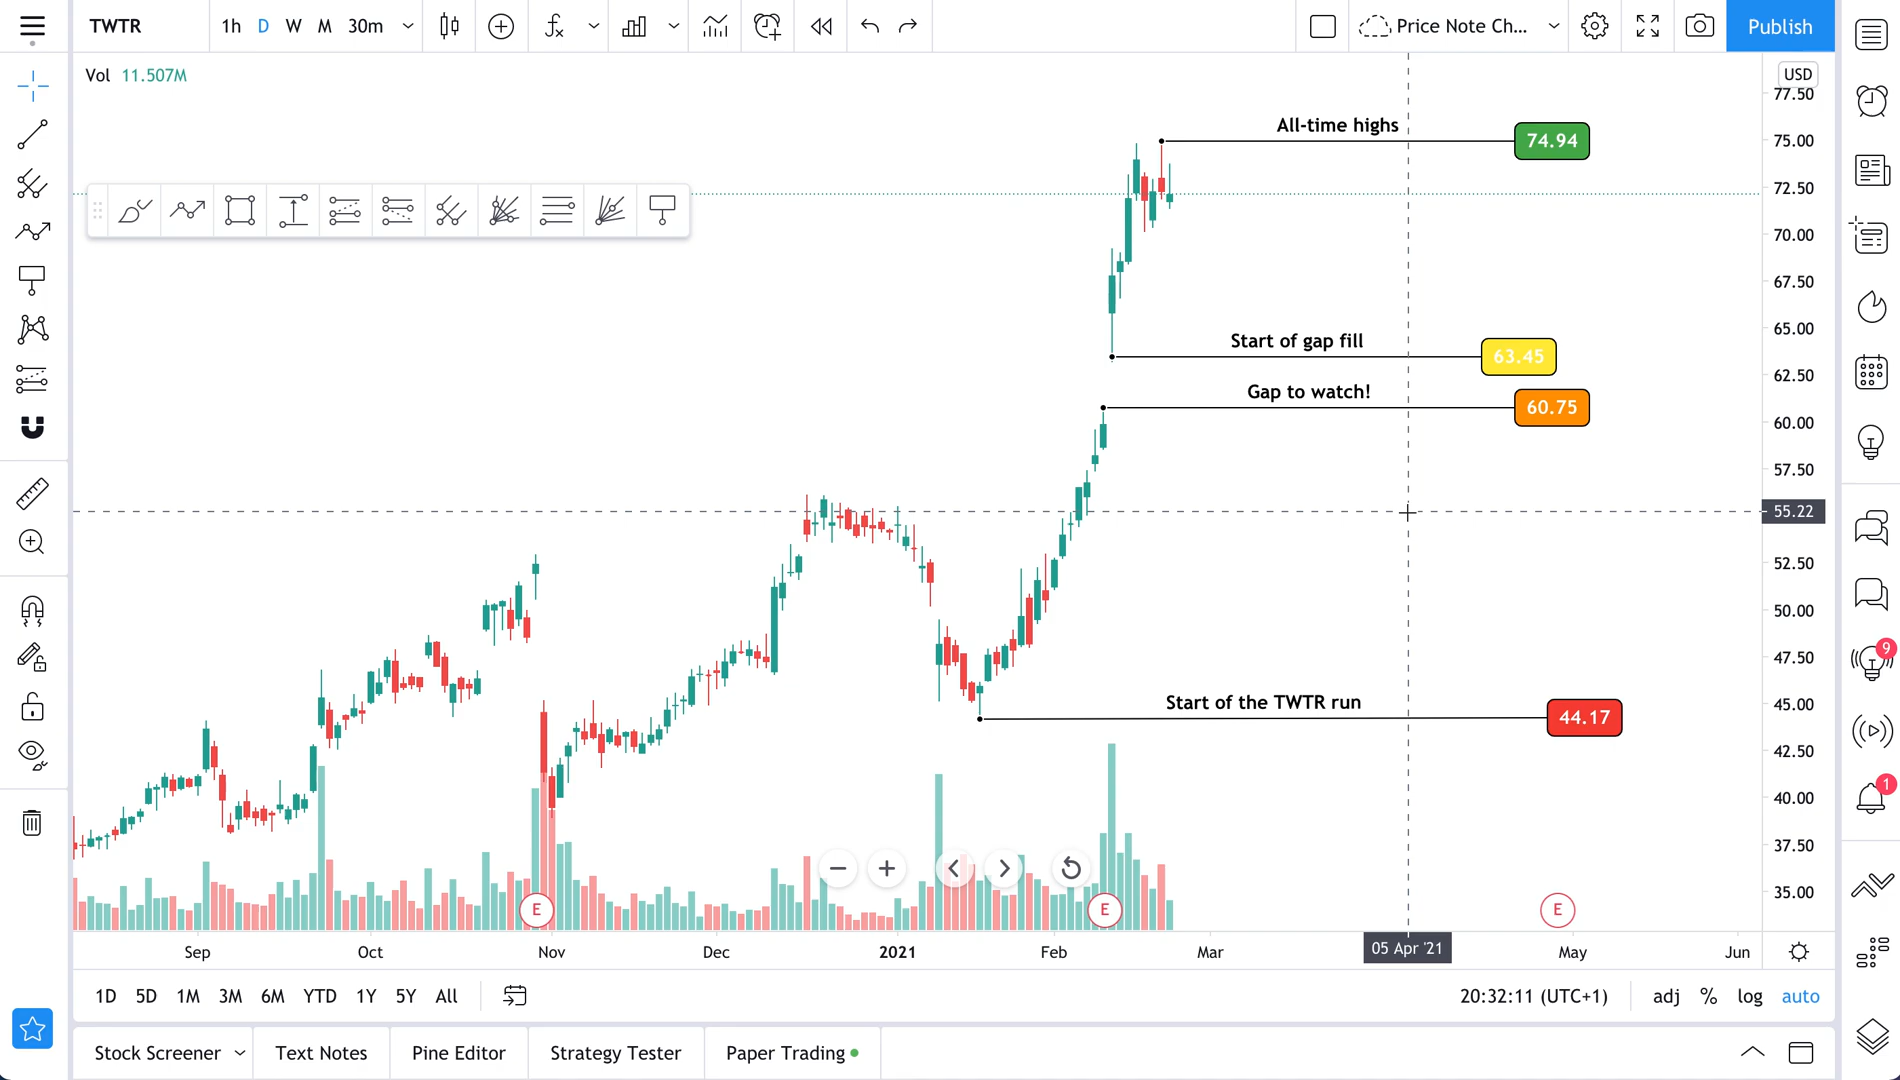 TWTR
1h D W M 30m
Price Note Ch...
Publish
Vol 11.507M
USD
77.50
All-time highs
74.94
75.00
72.50
70.00
67.50
65.00
Start of gap fill
63.45
62.50
Gap to watch!
60.75
60.00
57.50
55.22
52.50
50.00
47.50
9
45.00
Start of the TWTR run
44.17
42.50
1
40.00
37.50
35.00
E
E
E
Sep
Oct
Nov
Dec
2021
Feb
Mar
05 Apr '21
May
Jun
1D 5D 1M 3M 6M YTD 1Y 5Y All
20:32:11 (UTC+1)
adj % log auto
Stock Screener
Text Notes
Pine Editor
Strategy Tester
Paper Trading